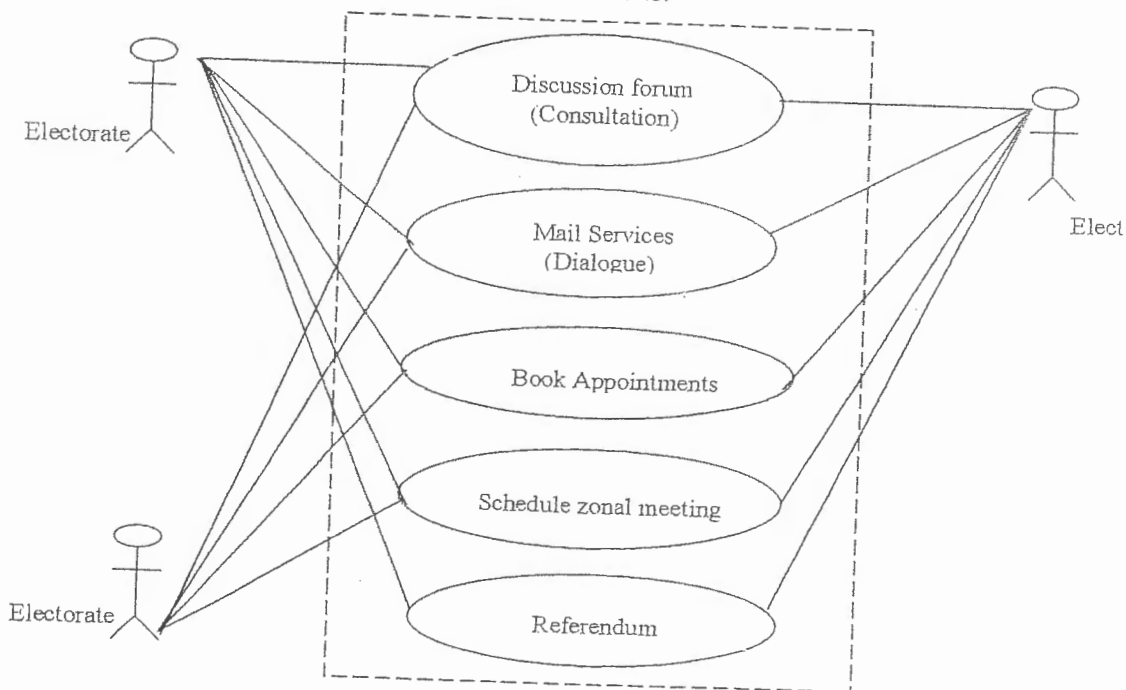 Electorate
Discussion forum
(Consultation)
Elect
Mail Services
(Dialogue)
Book Appointments
Schedule zonal meeting
Electorate
Referendum